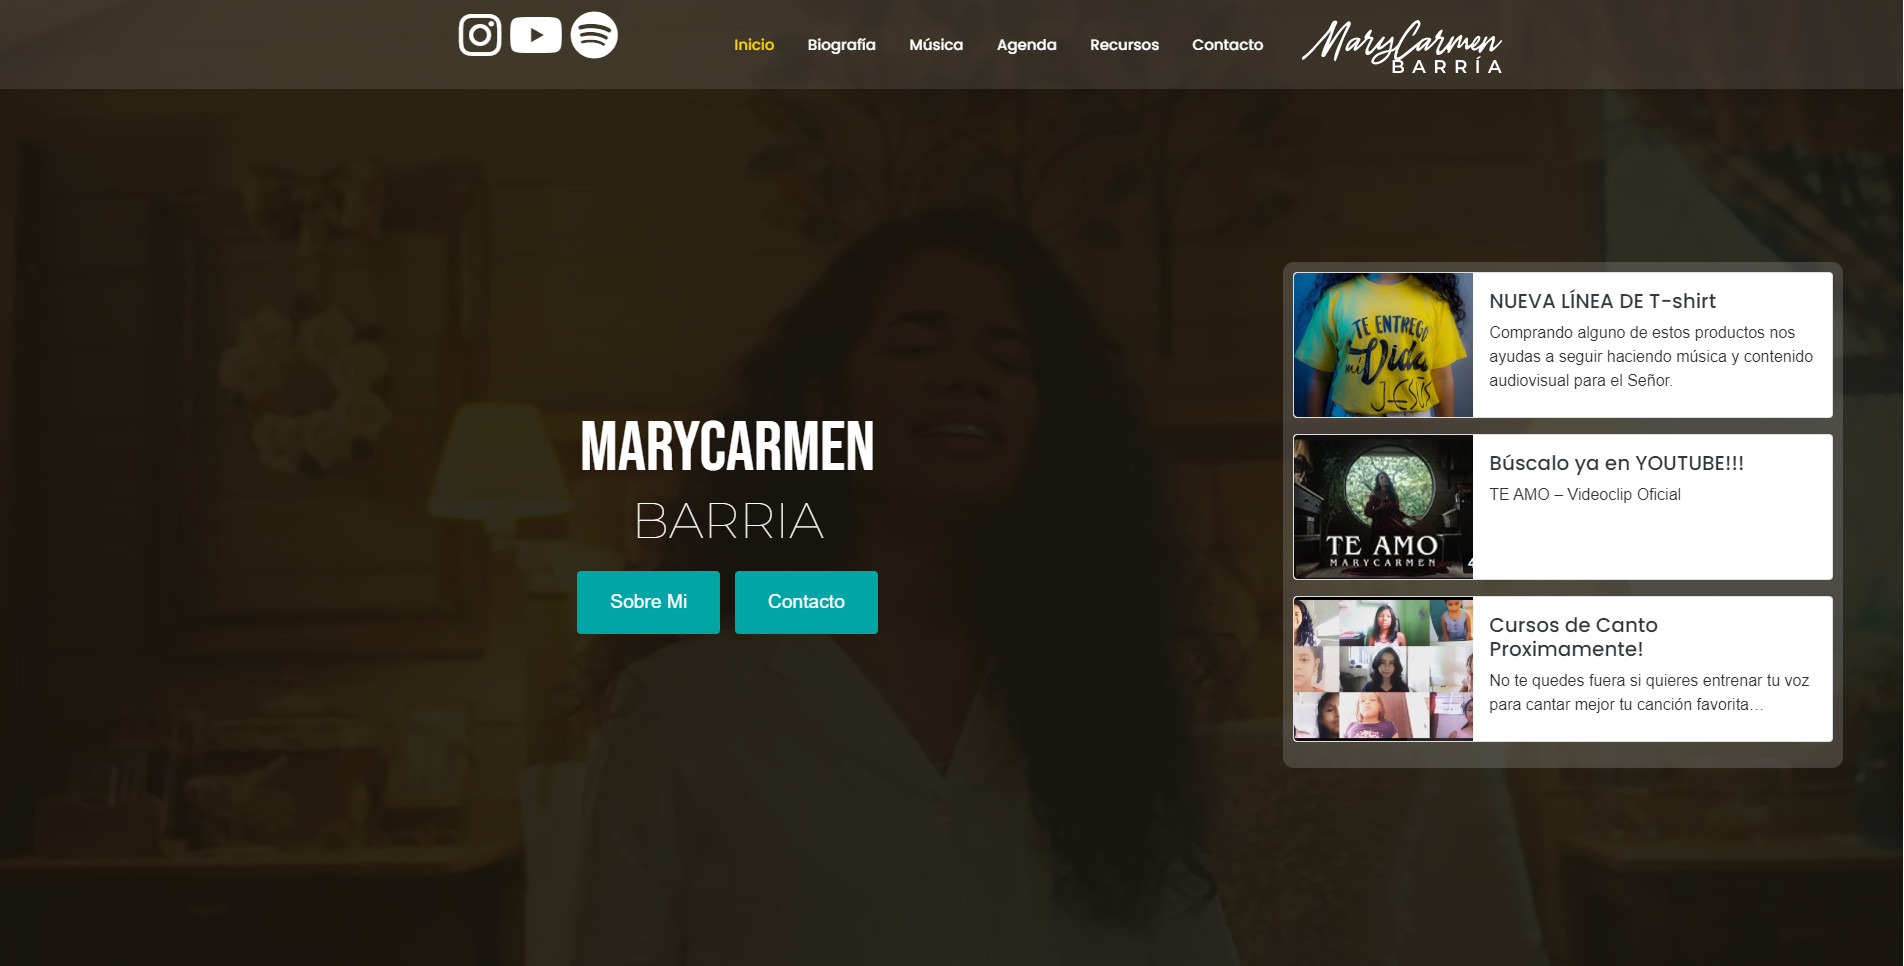 Inicio Biografía Música Agenda Recursos Contacto
MaryCarmen
BARRÍA
MARYCARMEN
BARRIA
Sobre Mi
Contacto
TE ENTREGO
mi Vida
JESÚS
NUEVA LÍNEA DE T-shirt
Comprando alguno de estos productos nos
ayudas a seguir haciendo música y contenido
audiovisual para el Señor.
TE AMO
MARYCARMEN
Búscalo ya en YOUTUBE!!!
TE AMO – Videoclip Oficial
Cursos de Canto
Proximamente!
No te quedes fuera si quieres entrenar tu voz
para cantar mejor tu canción favorita…